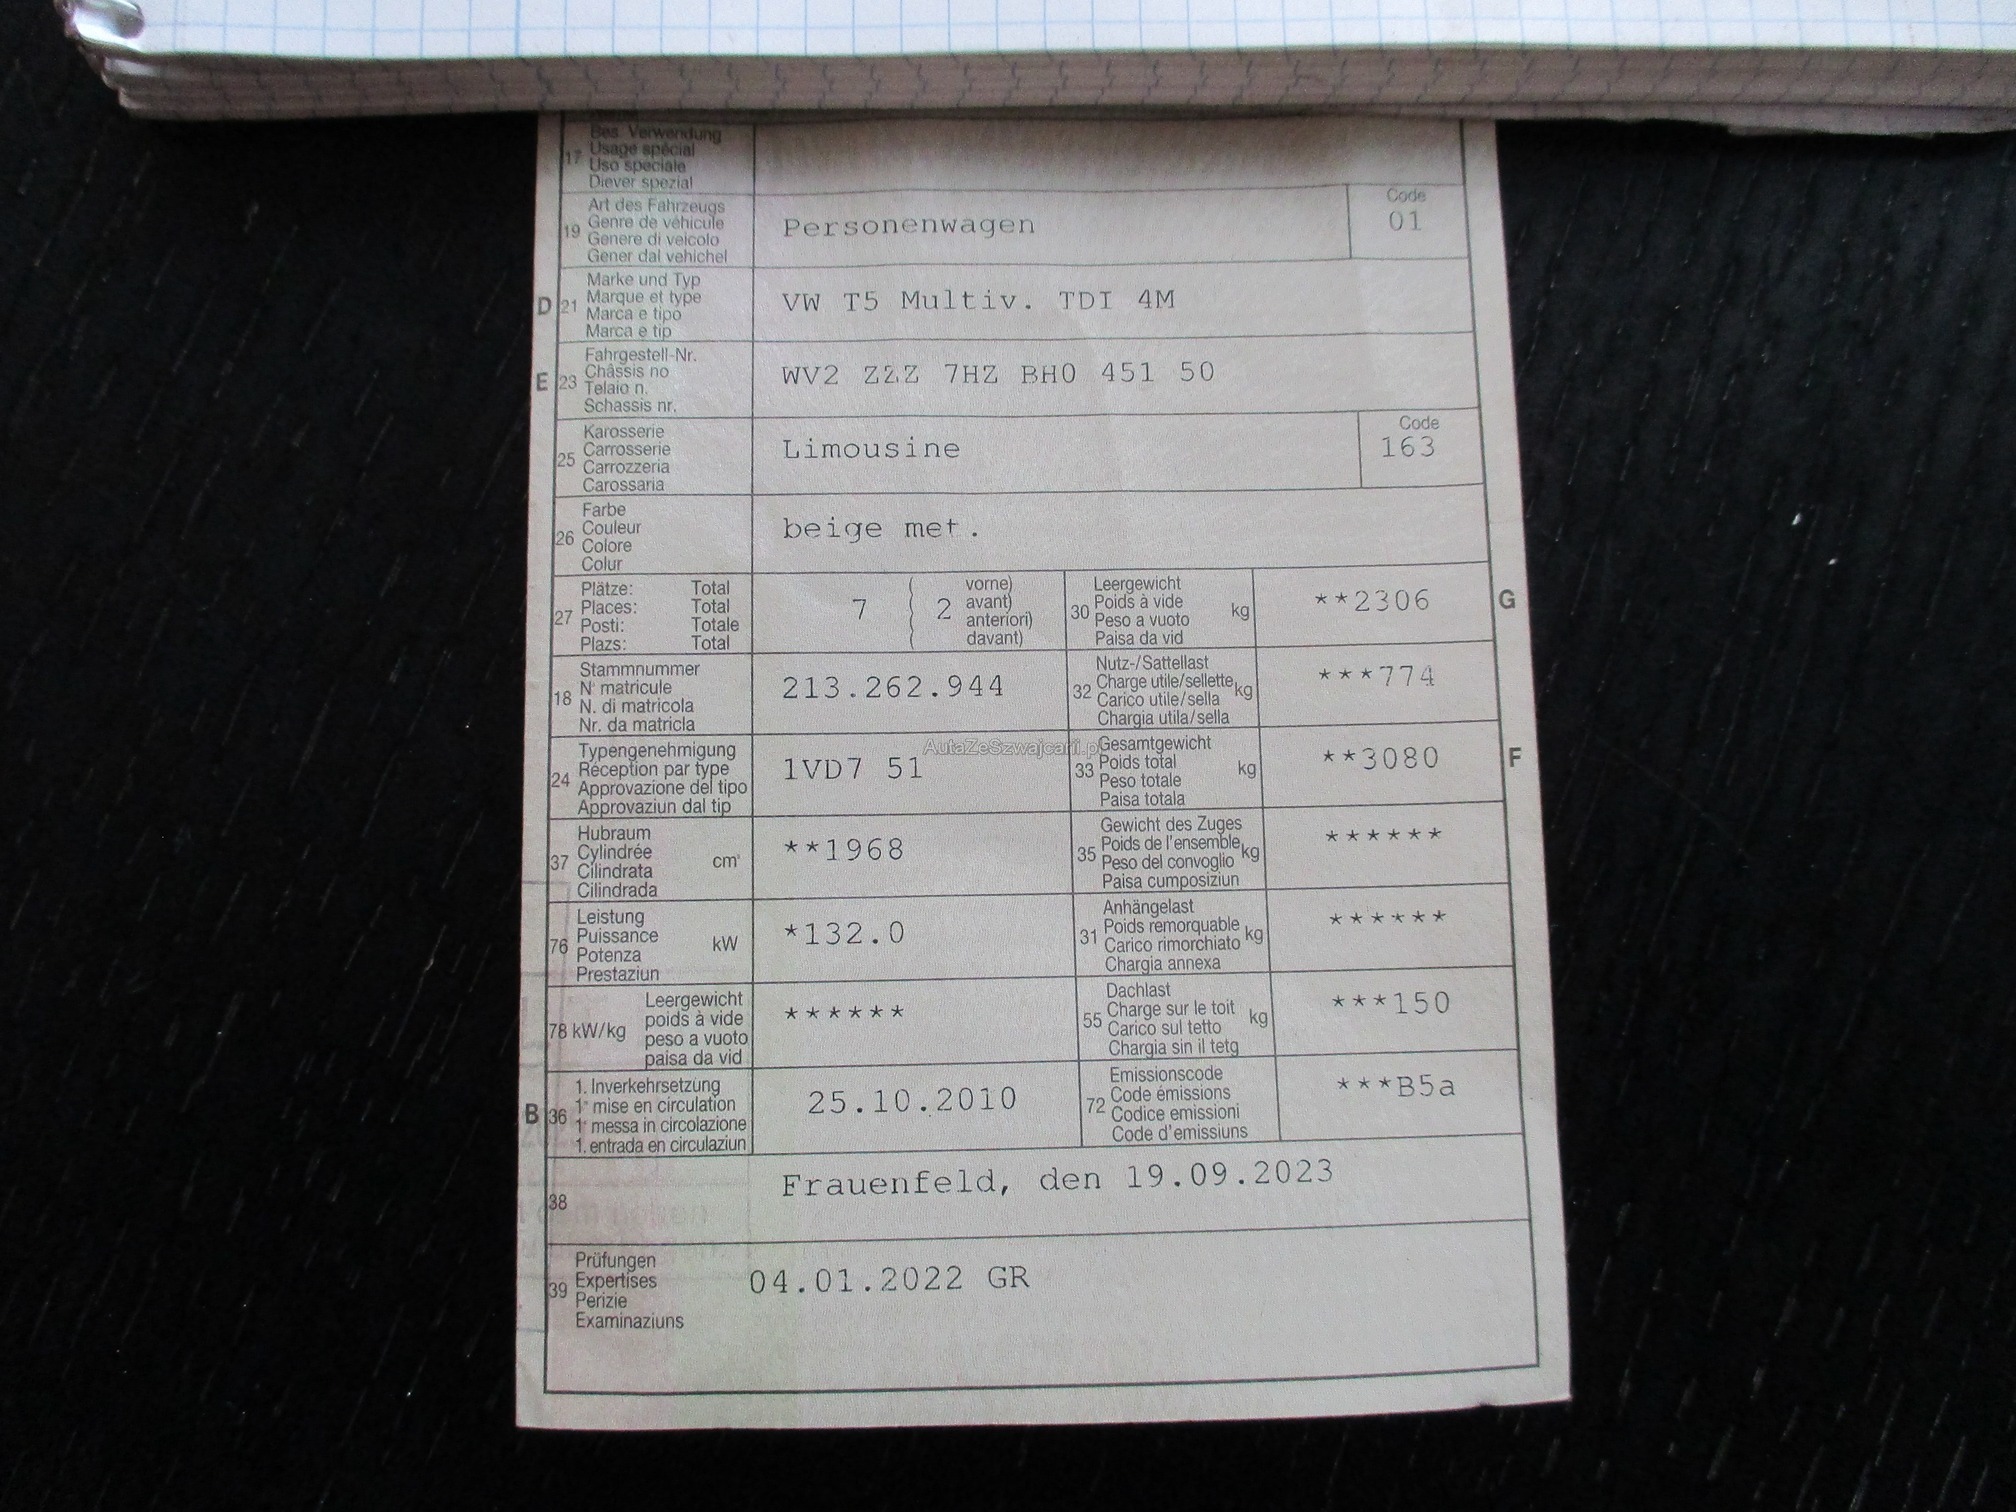 Bes. Verwendung
17 Usage spécial
Uso speciale
Diever spezial
Art des Fahrzeugs
19 Genre de véhicule
Genere di veicolo
Gener dal vehichel
Personenwagen
Code
01
Marke und Typ
D 21 Marque et type
Marca e tipo
Marca e tip
VW T5 Multiv. TDI 4M
Fahrgestell-Nr.
E 23 Châssis no
Telaio n.
Schassis nr.
WV2 ZZZ 7HZ BH0 451 50
Karosserie
25 Carrosserie
Carrozzeria
Carossaria
Limousine
Code
163
Farbe
26 Couleur
Colore
Colur
beige met.
Plätze: Total
27 Places: Total
Posti: Totale
Plazs: Total
7 ( 2 vorne)
avant)
anteriori)
davant)
Leergewicht
30 Poids à vide kg
Peso a vuoto
Paisa da vid
**2306 G
Stammnummer
18 N° matricule
N. di matricola
Nr. da matricla
213.262.944
Nutz-/Sattellast
32 Charge utile/sellette kg
Carico utile/sella
Chargia utila/sella
***774
Typengenehmigung
24 Réception par type
Approvazione del tipo
Approvaziun dal tip
1VD7 51
AutaZeSzwajcarii.p
Gesamtgewicht
33 Poids total kg
Peso totale
Paisa totala
**3080 F
Hubraum
37 Cylindrée cm³
Cilindrata
Cilindrada
**1968
Gewicht des Zuges
35 Poids de l'ensemble kg
Peso del convoglio
Paisa cumposiziun
******
Leistung
76 Puissance kW
Potenza
Prestaziun
*132.0
Anhängelast
31 Poids remorquable kg
Carico rimorchiato
Chargia annexa
******
Leergewicht
78 kW/kg poids à vide
peso a vuoto
paisa da vid
******
Dachlast
55 Charge sur le toit kg
Carico sul tetto
Chargia sin il tetg
***150
1. Inverkehrsetzung
B 36 1re mise en circulation
1a messa in circolazione
1. entrada en circulaziun
25.10.2010
Emissionscode
72 Code émissions
Codice emissioni
Code d'emissiuns
***B5a
38 Frauenfeld, den 19.09.2023
Prüfungen
39 Expertises
Perizie
Examinaziuns
04.01.2022 GR